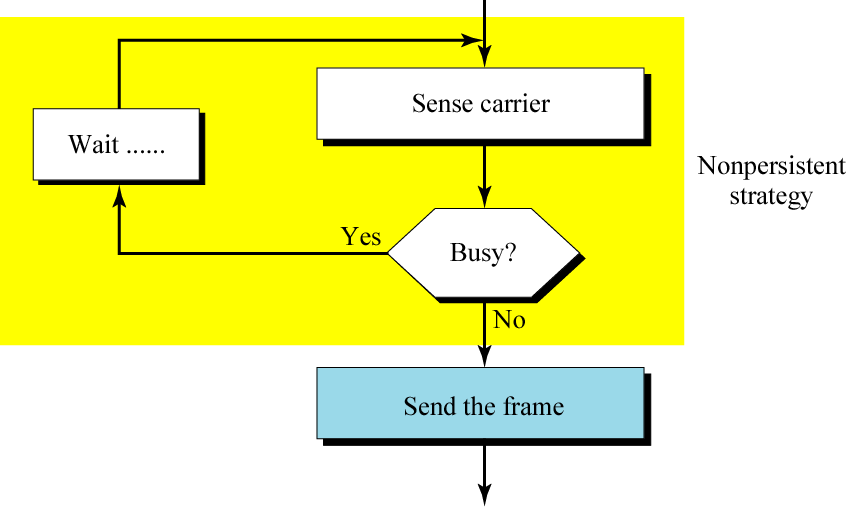 Sense carrier
Wait ......
Nonpersistent
strategy
Yes
Busy?
No
Send the frame